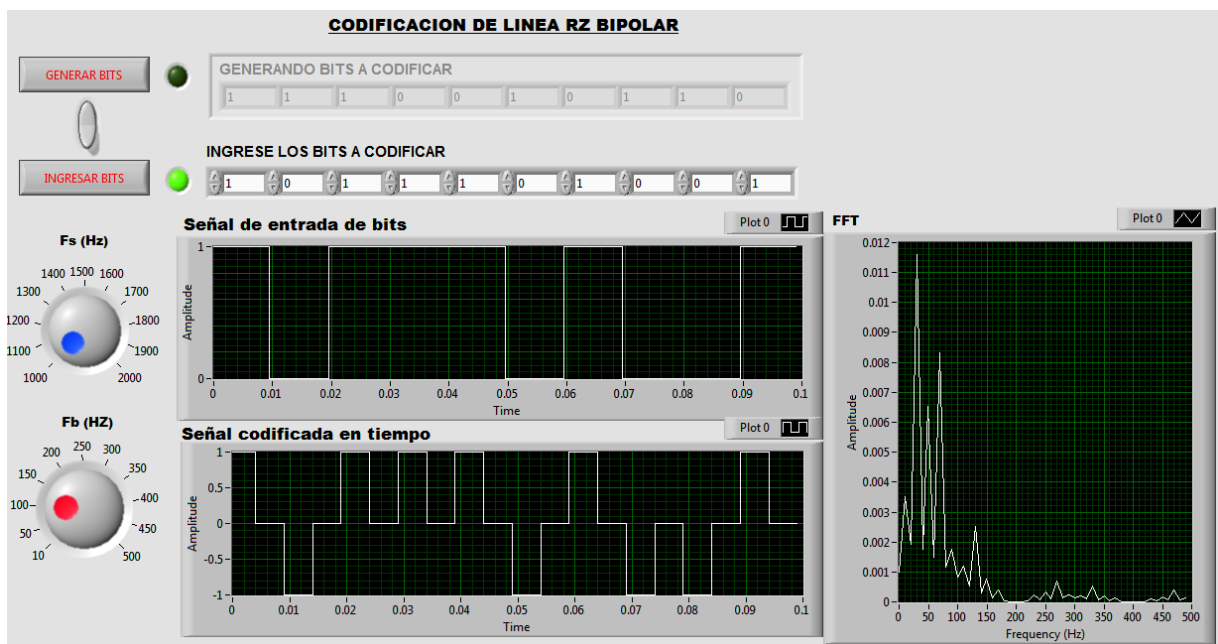 CODIFICACION DE LINEA RZ BIPOLAR
GENERAR BITS
GENERANDO BITS A CODIFICAR
1 1 1 0 0 1 0 1 1 0
INGRESE LOS BITS A CODIFICAR
INGRESAR BITS
1 0 1 1 1 0 1 0 0 1
Fs (Hz)
1000 1100 1200 1300 1400 1500 1600 1700 1800 1900 2000
Fb (HZ)
10 50 100 150 200 250 300 350 400 450 500
Señal de entrada de bits
Plot 0
Amplitude
1
0
0 0.01 0.02 0.03 0.04 0.05 0.06 0.07 0.08 0.09 0.1
Time
Señal codificada en tiempo
Plot 0
Amplitude
1
0.5
0
-0.5
-1
0 0.01 0.02 0.03 0.04 0.05 0.06 0.07 0.08 0.09 0.1
Time
FFT
Plot 0
Amplitude
0.012
0.011
0.01
0.009
0.008
0.007
0.006
0.005
0.004
0.003
0.002
0.001
0
0 50 100 150 200 250 300 350 400 450 500
Frequency (Hz)